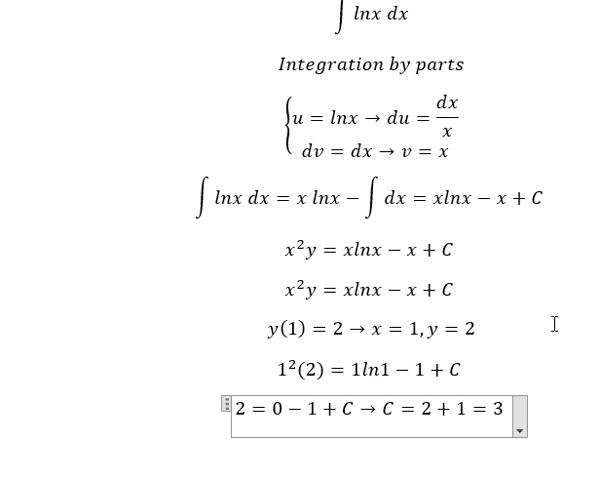 ∫ lnx dx
Integration by parts
{u = lnx → du = dx/x
dv = dx → v = x
∫ lnx dx = x lnx − ∫ dx = xlnx − x + C
x²y = xlnx − x + C
x²y = xlnx − x + C
y(1) = 2 → x = 1, y = 2
1²(2) = 1ln1 − 1 + C
2 = 0 − 1 + C → C = 2 + 1 = 3